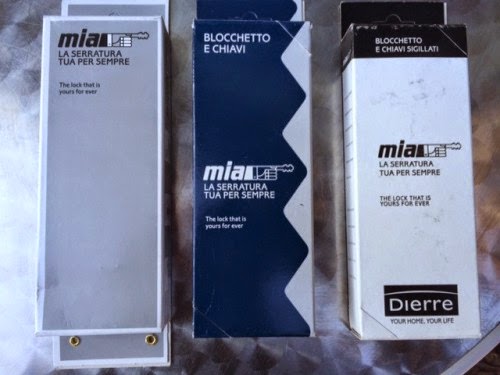 mia
LA SERRATURA
TUA PER SEMPRE
The lock that is
yours for ever
BLOCCHETTO
E CHIAVI
mia
LA SERRATURA
TUA PER SEMPRE
The lock that is
yours for ever
BLOCCHETTO
E CHIAVI SIGILLATI
mia
LA SERRATURA
TUA PER SEMPRE
THE LOCK THAT IS
YOURS FOR EVER
Dierre
YOUR HOME, YOUR LIFE